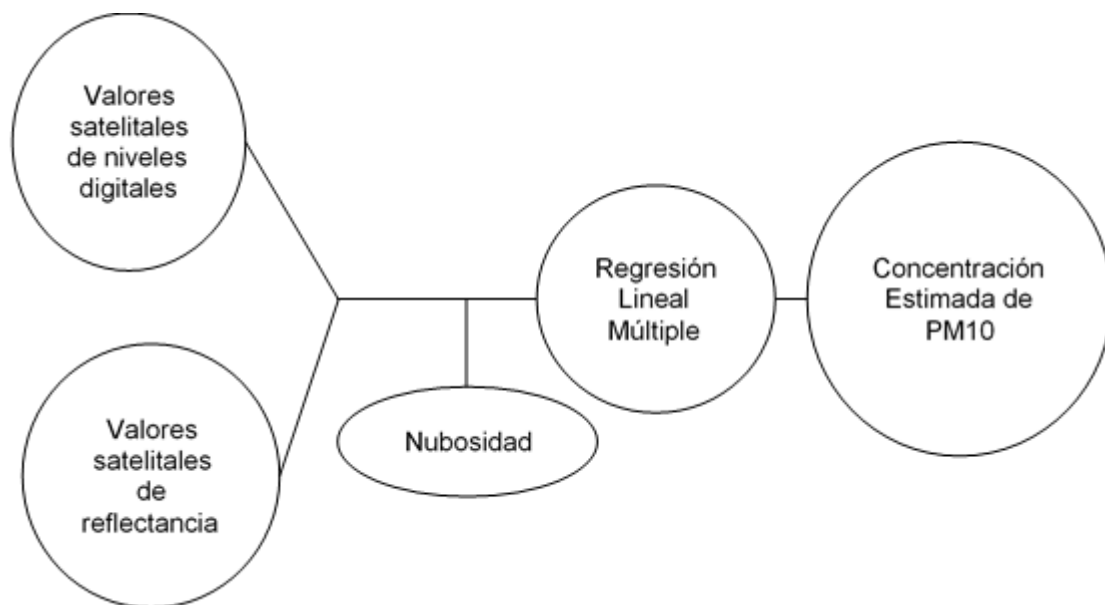 Valores
satelitales
de niveles
digitales
Valores
satelitales
de
reflectancia
Nubosidad
Regresión
Lineal
Múltiple
Concentración
Estimada de
PM10